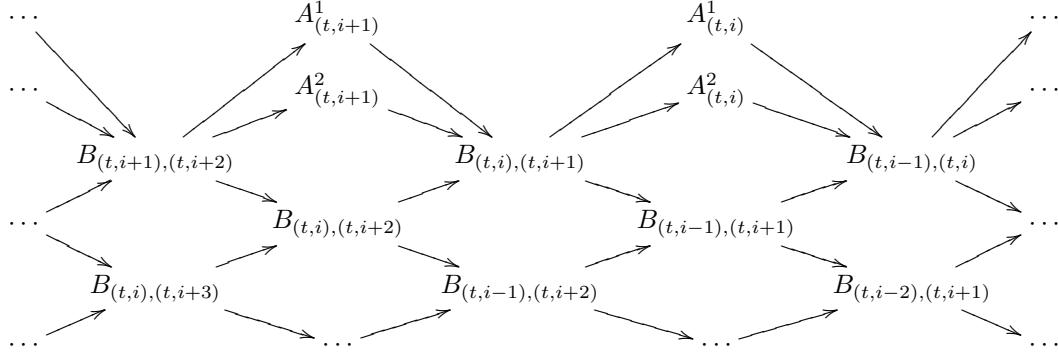 … A^1_{(t,i+1)} A^1_{(t,i)} …
… A^2_{(t,i+1)} A^2_{(t,i)} …
B_{(t,i+1),(t,i+2)} B_{(t,i),(t,i+1)} B_{(t,i−1),(t,i)}
… B_{(t,i),(t,i+2)} B_{(t,i−1),(t,i+1)} …
B_{(t,i),(t,i+3)} B_{(t,i−1),(t,i+2)} B_{(t,i−2),(t,i+1)}
… … … …